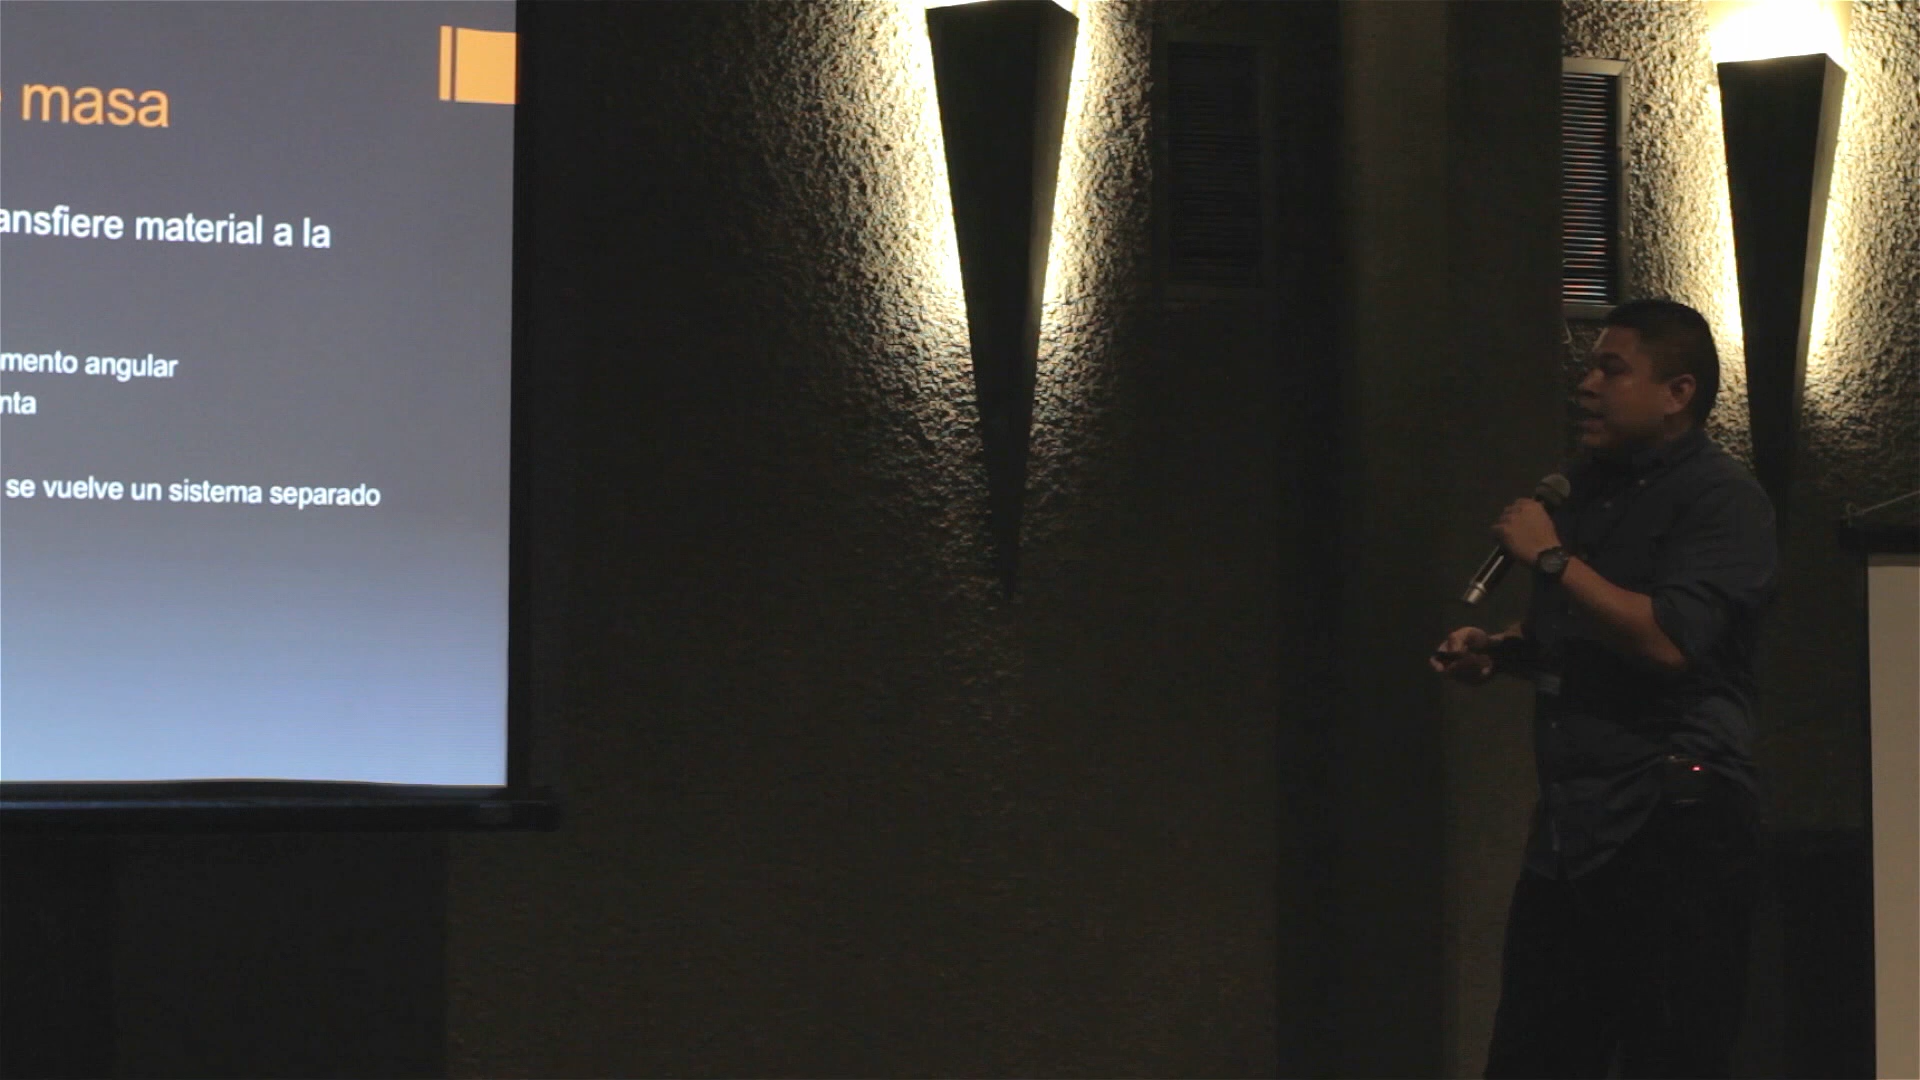 masa
ansfiere material a la
mento angular
nta
se vuelve un sistema separado